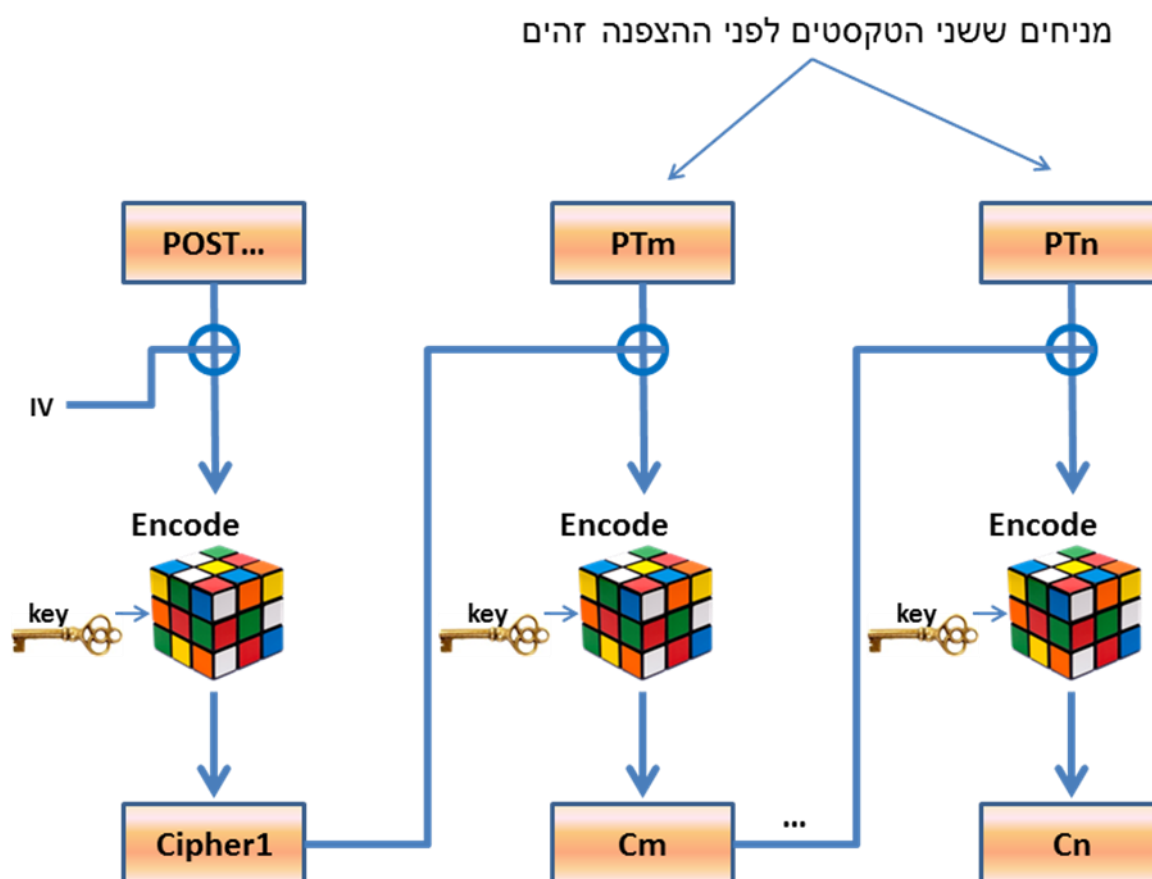 מניחים ששני הטקסטים לפני ההצפנה זהים
POST... PTm PTn
IV
Encode Encode Encode
key key key
Cipher1 Cm ... Cn